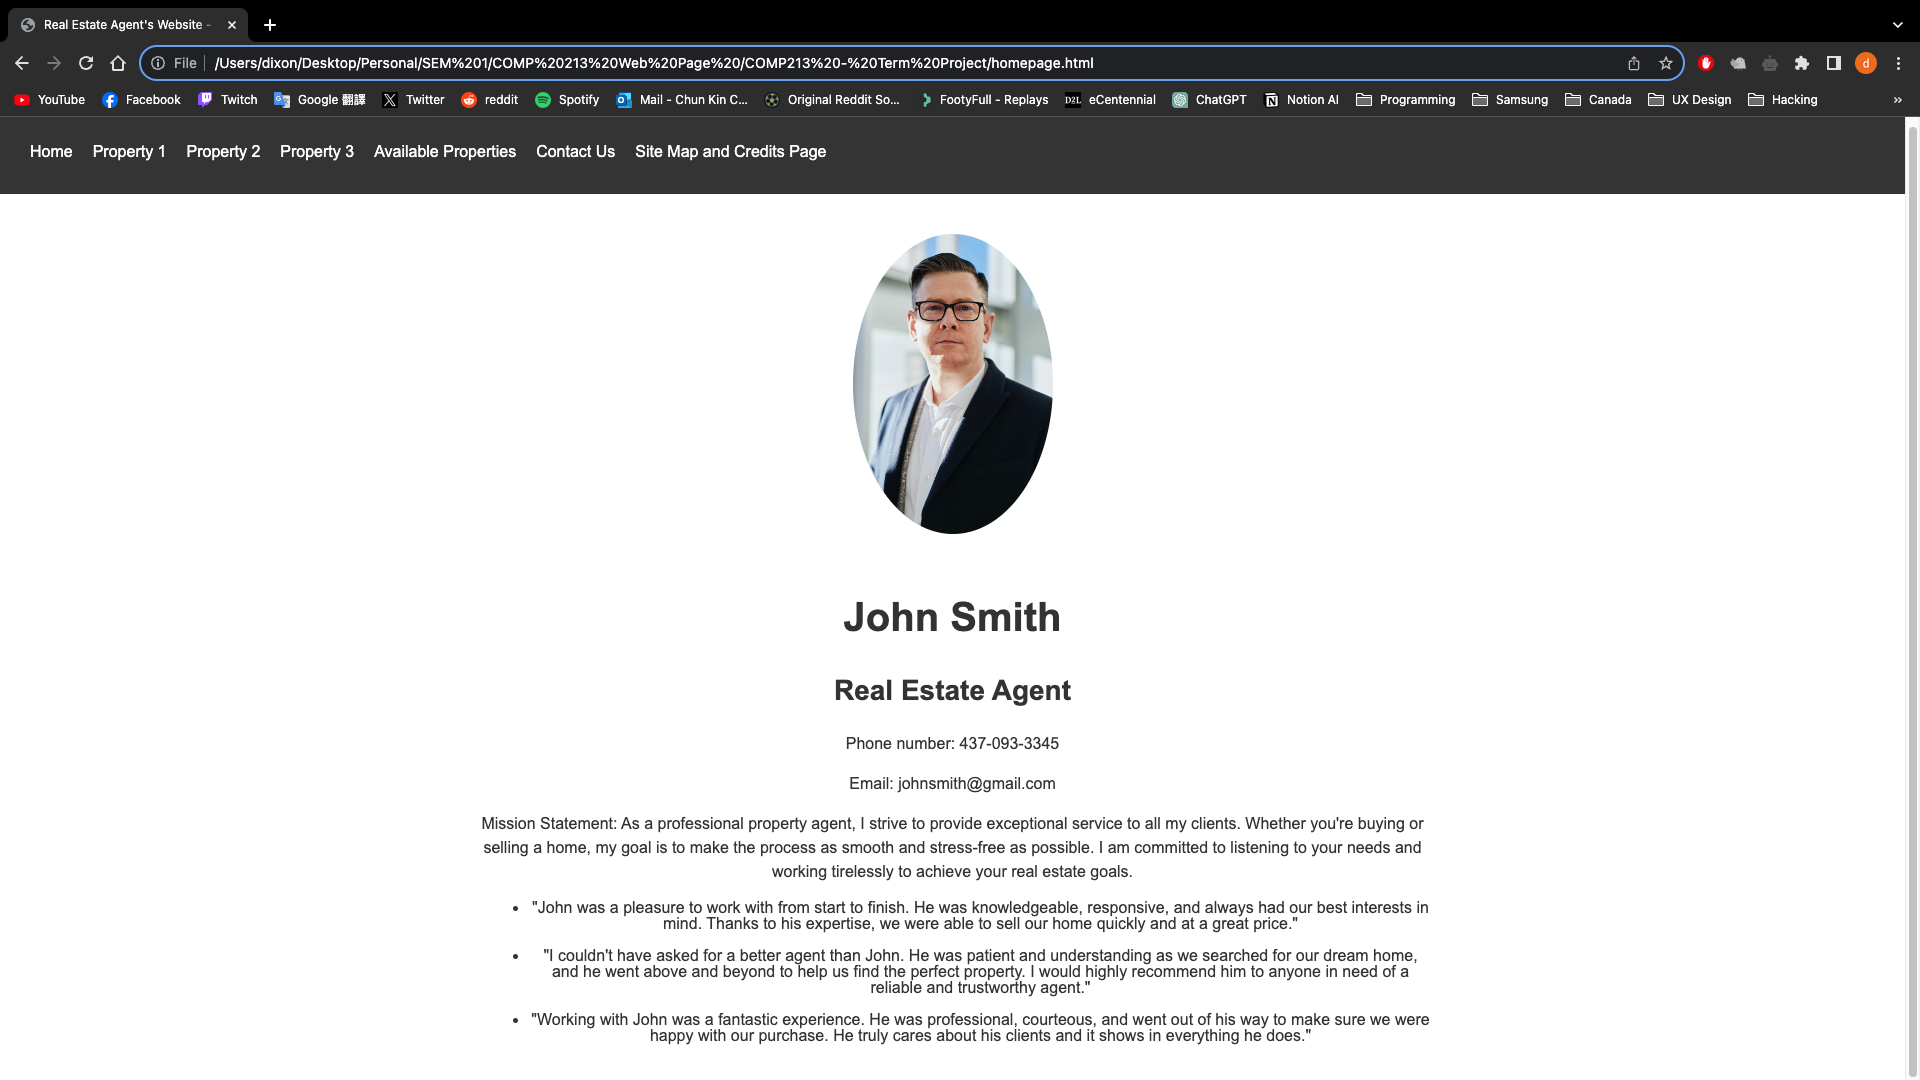 Real Estate Agent's Website -
File /Users/dixon/Desktop/Personal/SEM%201/COMP%20213%20Web%20Page%20/COMP213%20-%20Term%20Project/homepage.html d
YouTube Facebook Twitch Google 翻譯 Twitter reddit Spotify Mail - Chun Kin C... Original Reddit So... FootyFull - Replays D2L eCentennial ChatGPT Notion AI Programming Samsung Canada UX Design Hacking »
Home Property 1 Property 2 Property 3 Available Properties Contact Us Site Map and Credits Page
John Smith
Real Estate Agent
Phone number: 437-093-3345
Email: johnsmith@gmail.com
Mission Statement: As a professional property agent, I strive to provide exceptional service to all my clients. Whether you're buying or
selling a home, my goal is to make the process as smooth and stress-free as possible. I am committed to listening to your needs and
working tirelessly to achieve your real estate goals.
• "John was a pleasure to work with from start to finish. He was knowledgeable, responsive, and always had our best interests in
mind. Thanks to his expertise, we were able to sell our home quickly and at a great price."
• "I couldn't have asked for a better agent than John. He was patient and understanding as we searched for our dream home,
and he went above and beyond to help us find the perfect property. I would highly recommend him to anyone in need of a
reliable and trustworthy agent."
• "Working with John was a fantastic experience. He was professional, courteous, and went out of his way to make sure we were
happy with our purchase. He truly cares about his clients and it shows in everything he does."